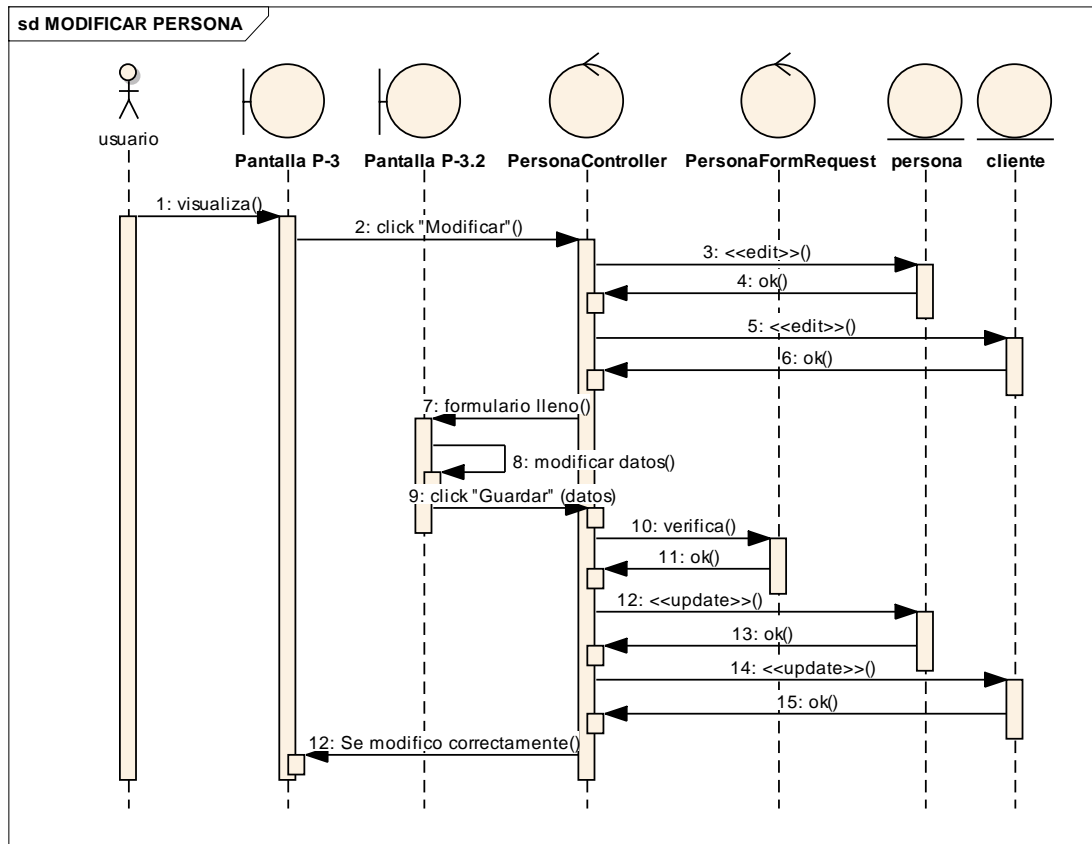 sd MODIFICAR PERSONA
usuario
Pantalla P-3
Pantalla P-3.2
PersonaController
PersonaFormRequest
persona
cliente
1: visualiza()
2: click "Modificar"()
3: <<edit>>()
4: ok()
5: <<edit>>()
6: ok()
7: formulario lleno()
8: modificar datos()
9: click "Guardar" (datos)
10: verifica()
11: ok()
12: <<update>>()
13: ok()
14: <<update>>()
15: ok()
12: Se modifico correctamente()